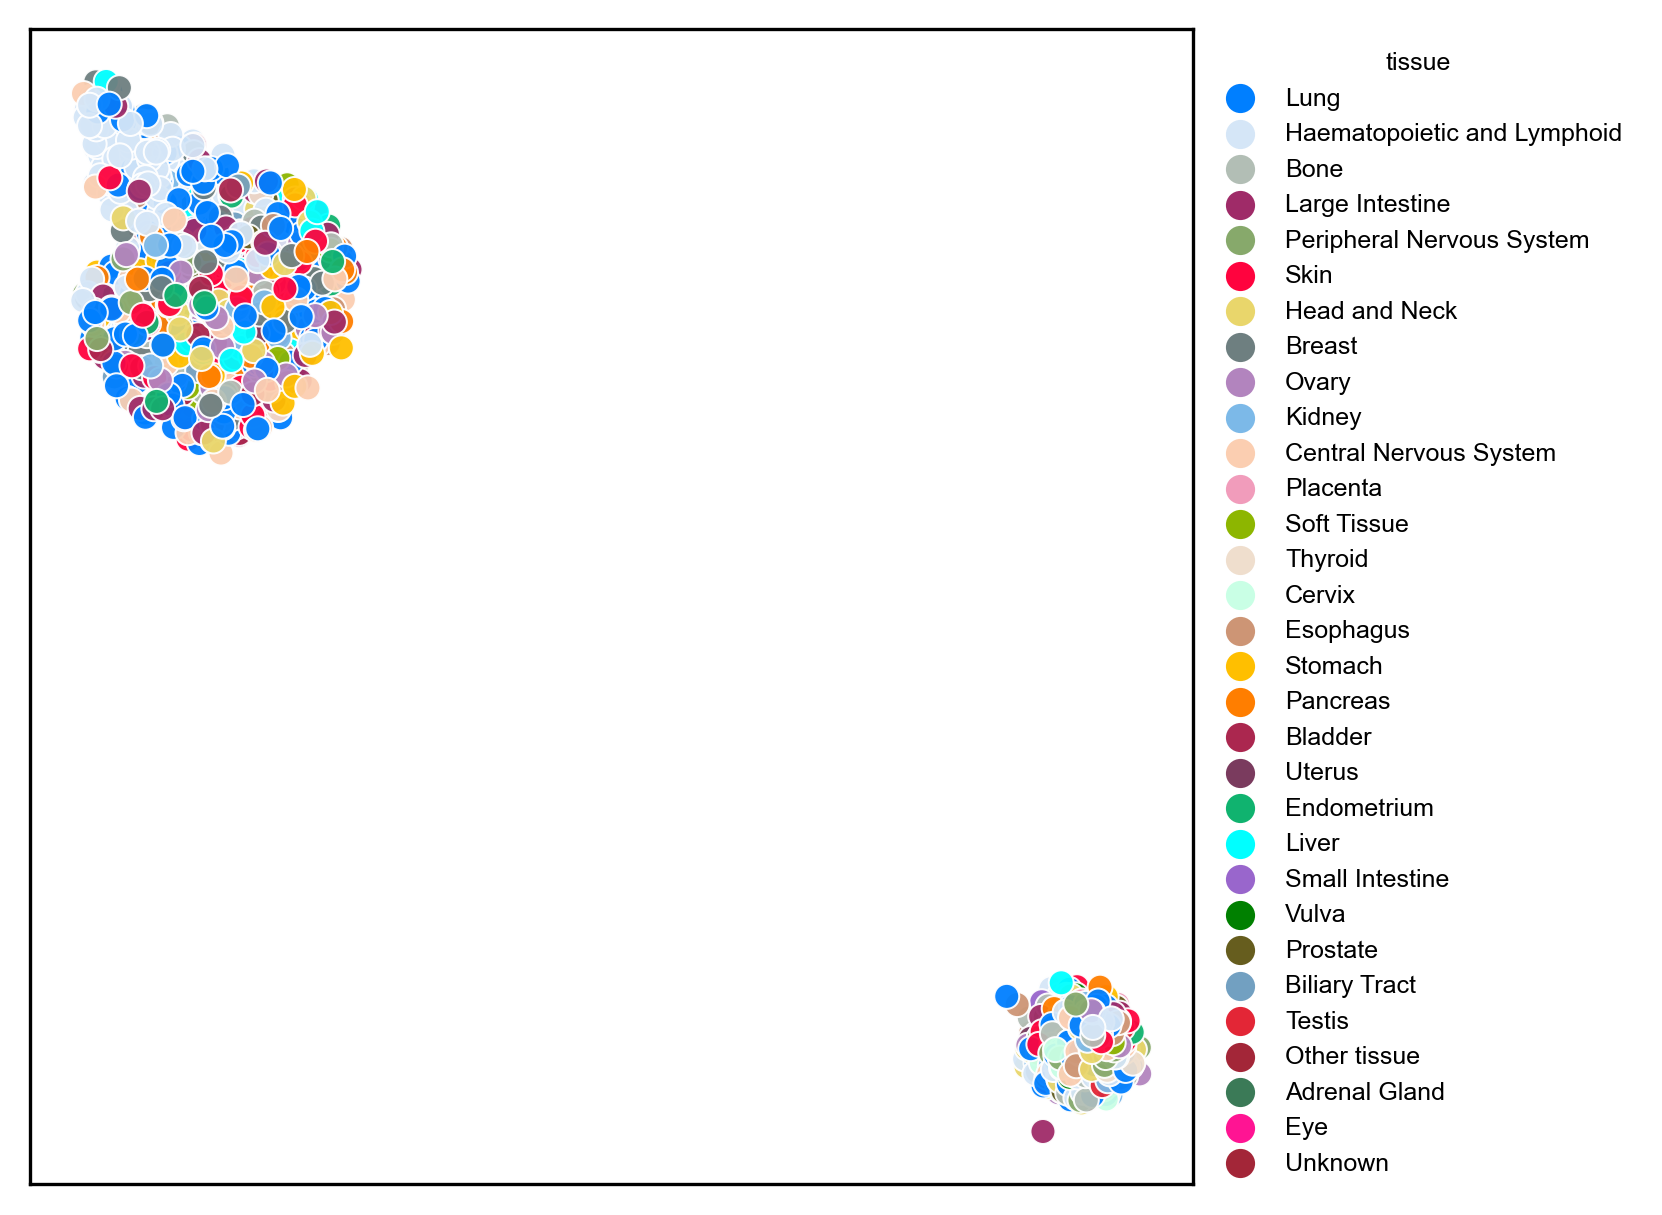 tissue
Lung
Haematopoietic and Lymphoid
Bone
Large Intestine
Peripheral Nervous System
Skin
Head and Neck
Breast
Ovary
Kidney
Central Nervous System
Placenta
Soft Tissue
Thyroid
Cervix
Esophagus
Stomach
Pancreas
Bladder
Uterus
Endometrium
Liver
Small Intestine
Vulva
Prostate
Biliary Tract
Testis
Other tissue
Adrenal Gland
Eye
Unknown